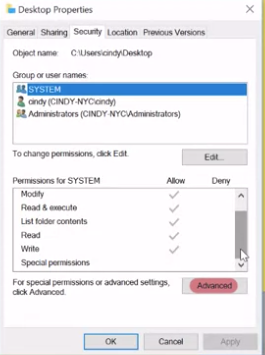 Desktop Properties
General Sharing Security Location Previous Versions
Object name: C:\Users\cindy\Desktop
Group or user names:
SYSTEM
cindy (CINDY-NYC\cindy)
Administrators (CINDY-NYC\Administrators)
To change permissions, click Edit.
Edit...
Permissions for SYSTEM Allow Deny
Modify
Read & execute
List folder contents
Read
Write
Special permissions
For special permissions or advanced settings,
click Advanced.
Advanced
OK Cancel Apply